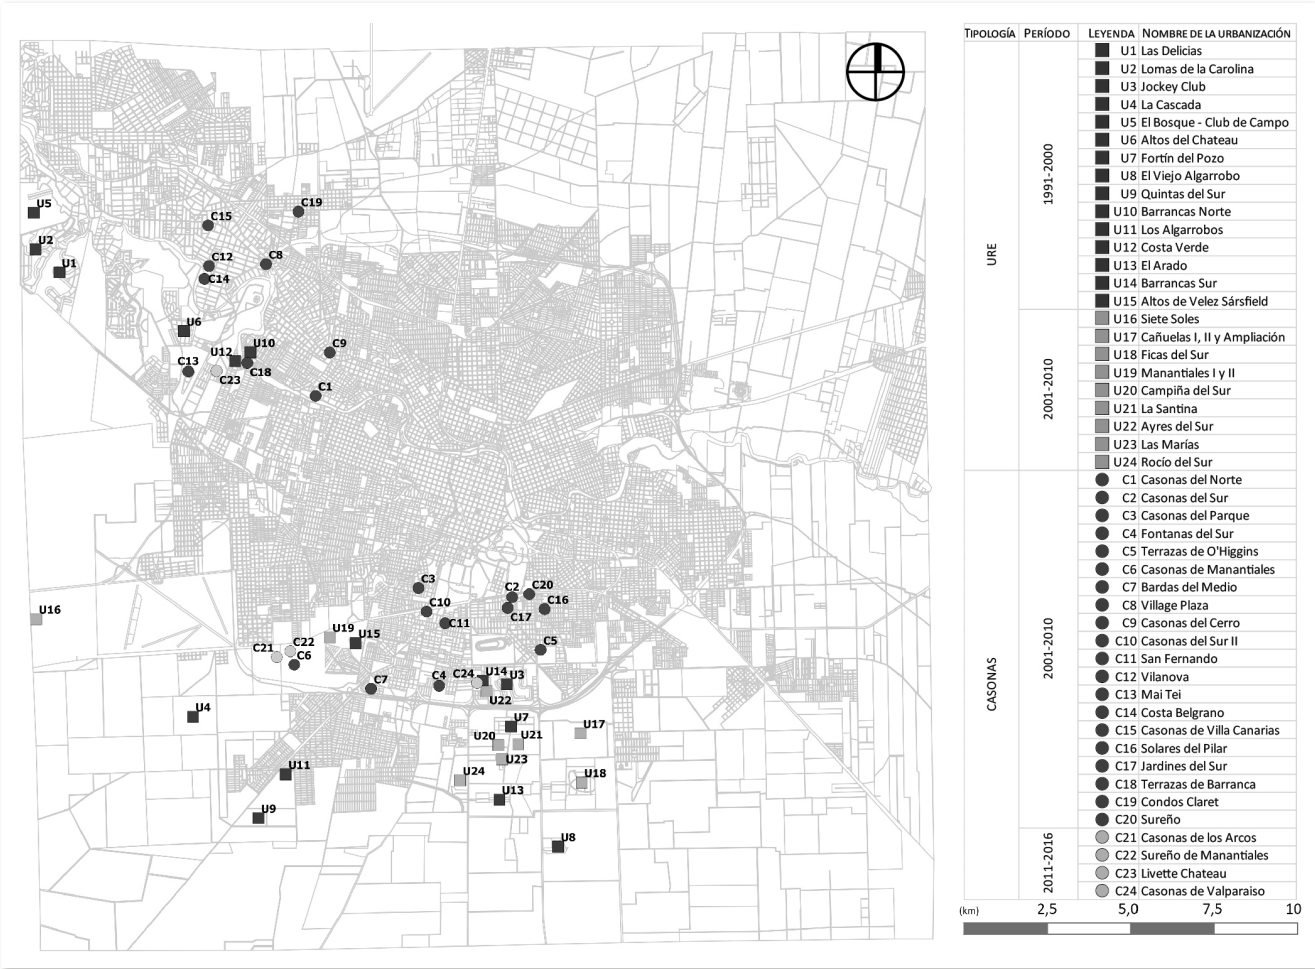 C19
C15
U5
U2
C12
C8
U1
C14
U6
U10
U12
C9
C13
C18
C23
C1
C3
C2
C20
C10
C16
U16
C17
C11
U19
U15
C22
C21
C6
C5
C24
U14
U3
C4
C7
U22
U4
U7
U17
U20
U21
U23
U11
U24
U18
U13
U9
U8
TIPOLOGÍA PERÍODO LEYENDA NOMBRE DE LA URBANIZACIÓN
URE
1991-2000
U1 Las Delicias
U2 Lomas de la Carolina
U3 Jockey Club
U4 La Cascada
U5 El Bosque - Club de Campo
U6 Altos del Chateau
U7 Fortín del Pozo
U8 El Viejo Algarrobo
U9 Quintas del Sur
U10 Barrancas Norte
U11 Los Algarrobos
U12 Costa Verde
U13 El Arado
U14 Barrancas Sur
U15 Altos de Velez Sársfield
2001-2010
U16 Siete Soles
U17 Cañuelas I, II y Ampliación
U18 Ficas del Sur
U19 Manantiales I y II
U20 Campiña del Sur
U21 La Santina
U22 Ayres del Sur
U23 Las Marías
U24 Rocío del Sur
CASONAS
2001-2010
C1 Casonas del Norte
C2 Casonas del Sur
C3 Casonas del Parque
C4 Fontanas del Sur
C5 Terrazas de O'Higgins
C6 Casonas de Manantiales
C7 Bardas del Medio
C8 Village Plaza
C9 Casonas del Cerro
C10 Casonas del Sur II
C11 San Fernando
C12 Vilanova
C13 Mai Tei
C14 Costa Belgrano
C15 Casonas de Villa Canarias
C16 Solares del Pilar
C17 Jardines del Sur
C18 Terrazas de Barranca
C19 Condos Claret
C20 Sureño
2011-2016
C21 Casonas de los Arcos
C22 Sureño de Manantiales
C23 Livette Chateau
C24 Casonas de Valparaiso
(km) 2,5 5,0 7,5 10